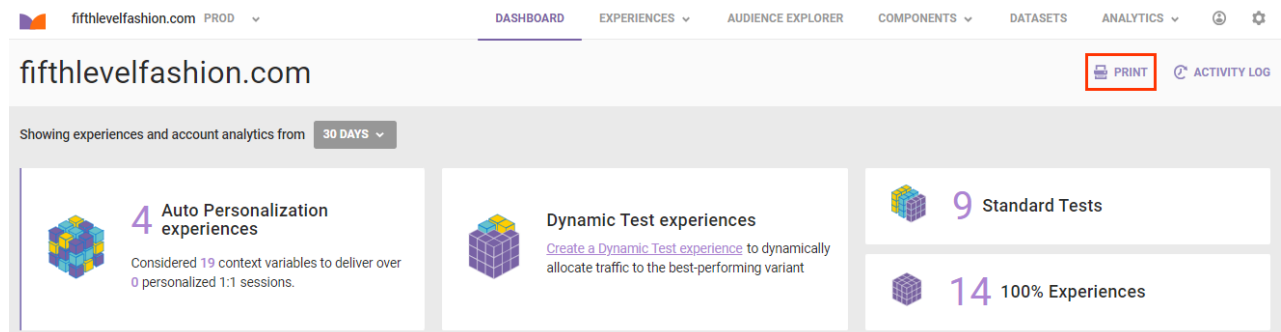 fifthlevelfashion.com PROD
DASHBOARD
EXPERIENCES
AUDIENCE EXPLORER
COMPONENTS
DATASETS
ANALYTICS
fifthlevelfashion.com
PRINT
ACTIVITY LOG
Showing experiences and account analytics from 30 DAYS
4 Auto Personalization
experiences
Considered 19 context variables to deliver over
0 personalized 1:1 sessions.
Dynamic Test experiences
Create a Dynamic Test experience to dynamically
allocate traffic to the best-performing variant
9 Standard Tests
14 100% Experiences